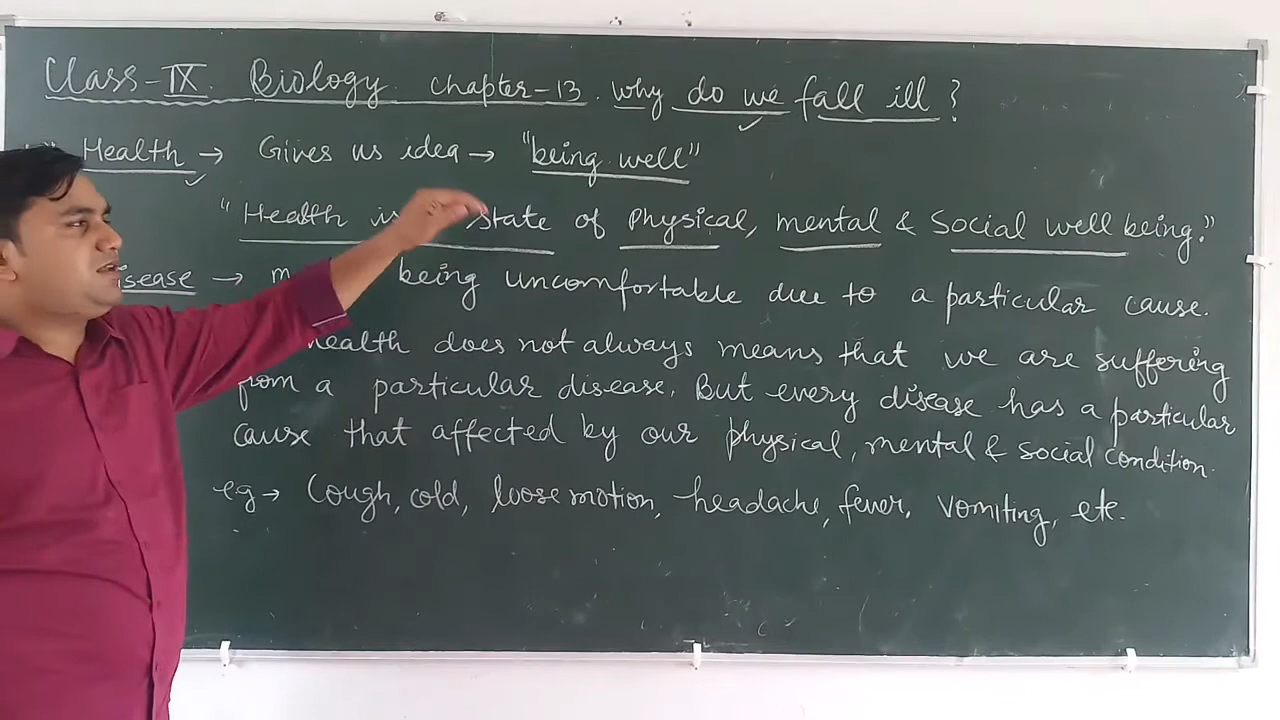 Class-IX. Biology. Chapter-13. Why do we fall ill?
Health → Gives us idea → "being well"
"Health is state of Physical, mental & Social well being."
isease → m being uncomfortable due to a particular cause.
health does not always means that we are suffering
from a particular disease. But every disease has a particular
cause that affected by our physical, mental & social condition.
eg → Cough, cold, loose motion, headache, fever, vomiting, etc.